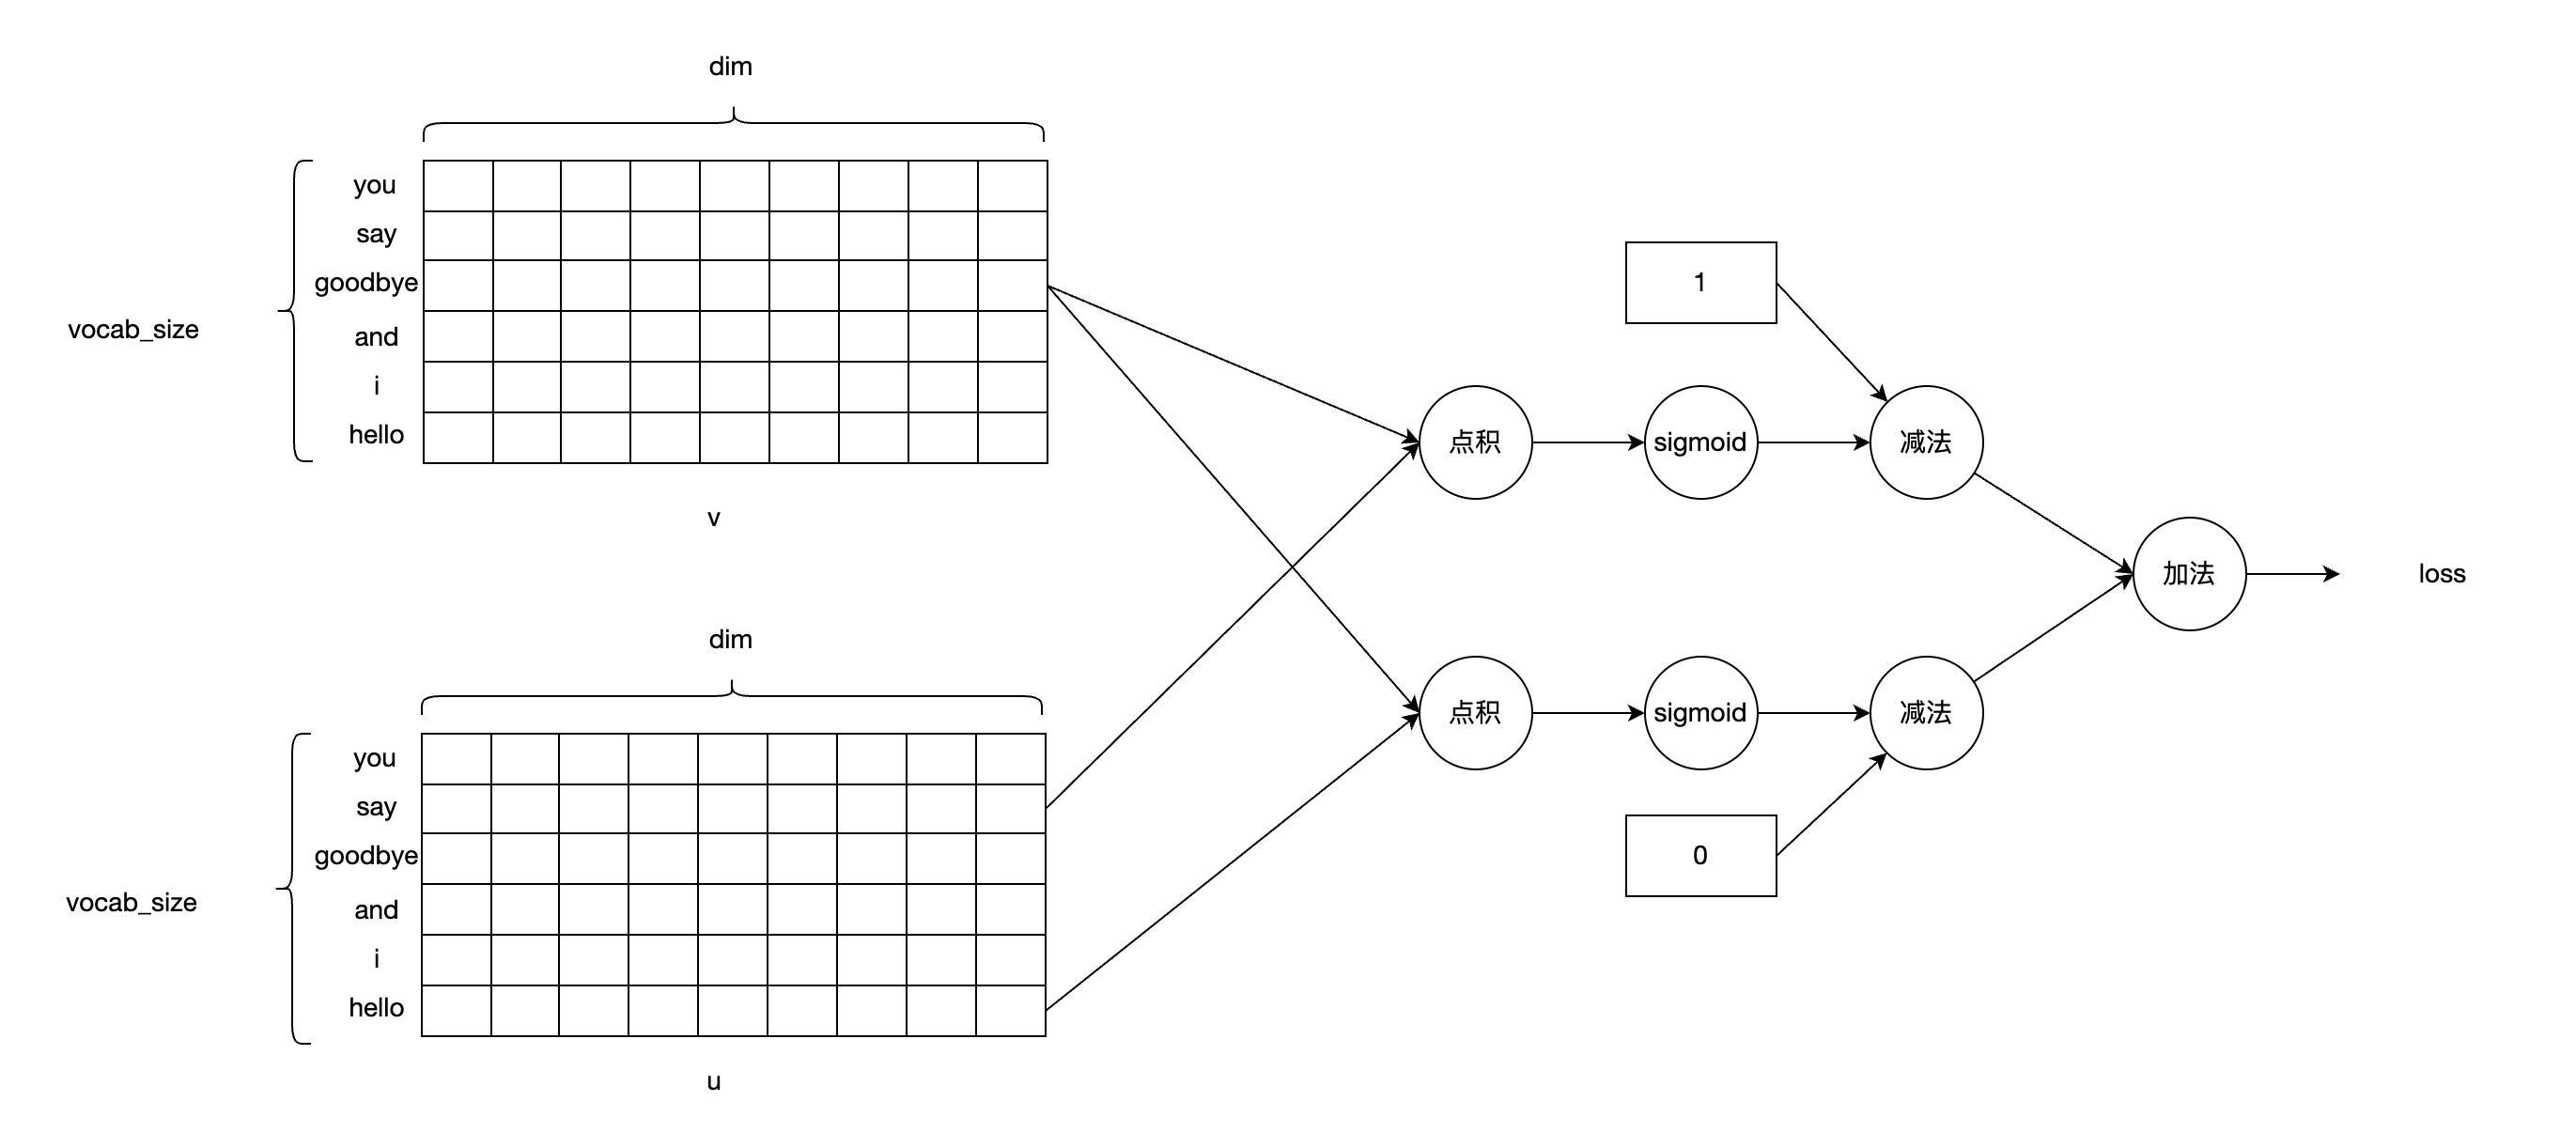 dim
you
say
goodbye
and
i
hello
vocab_size
v
dim
you
say
goodbye
and
i
hello
vocab_size
u
1
点积
sigmoid
减法
加法
loss
点积
sigmoid
减法
0